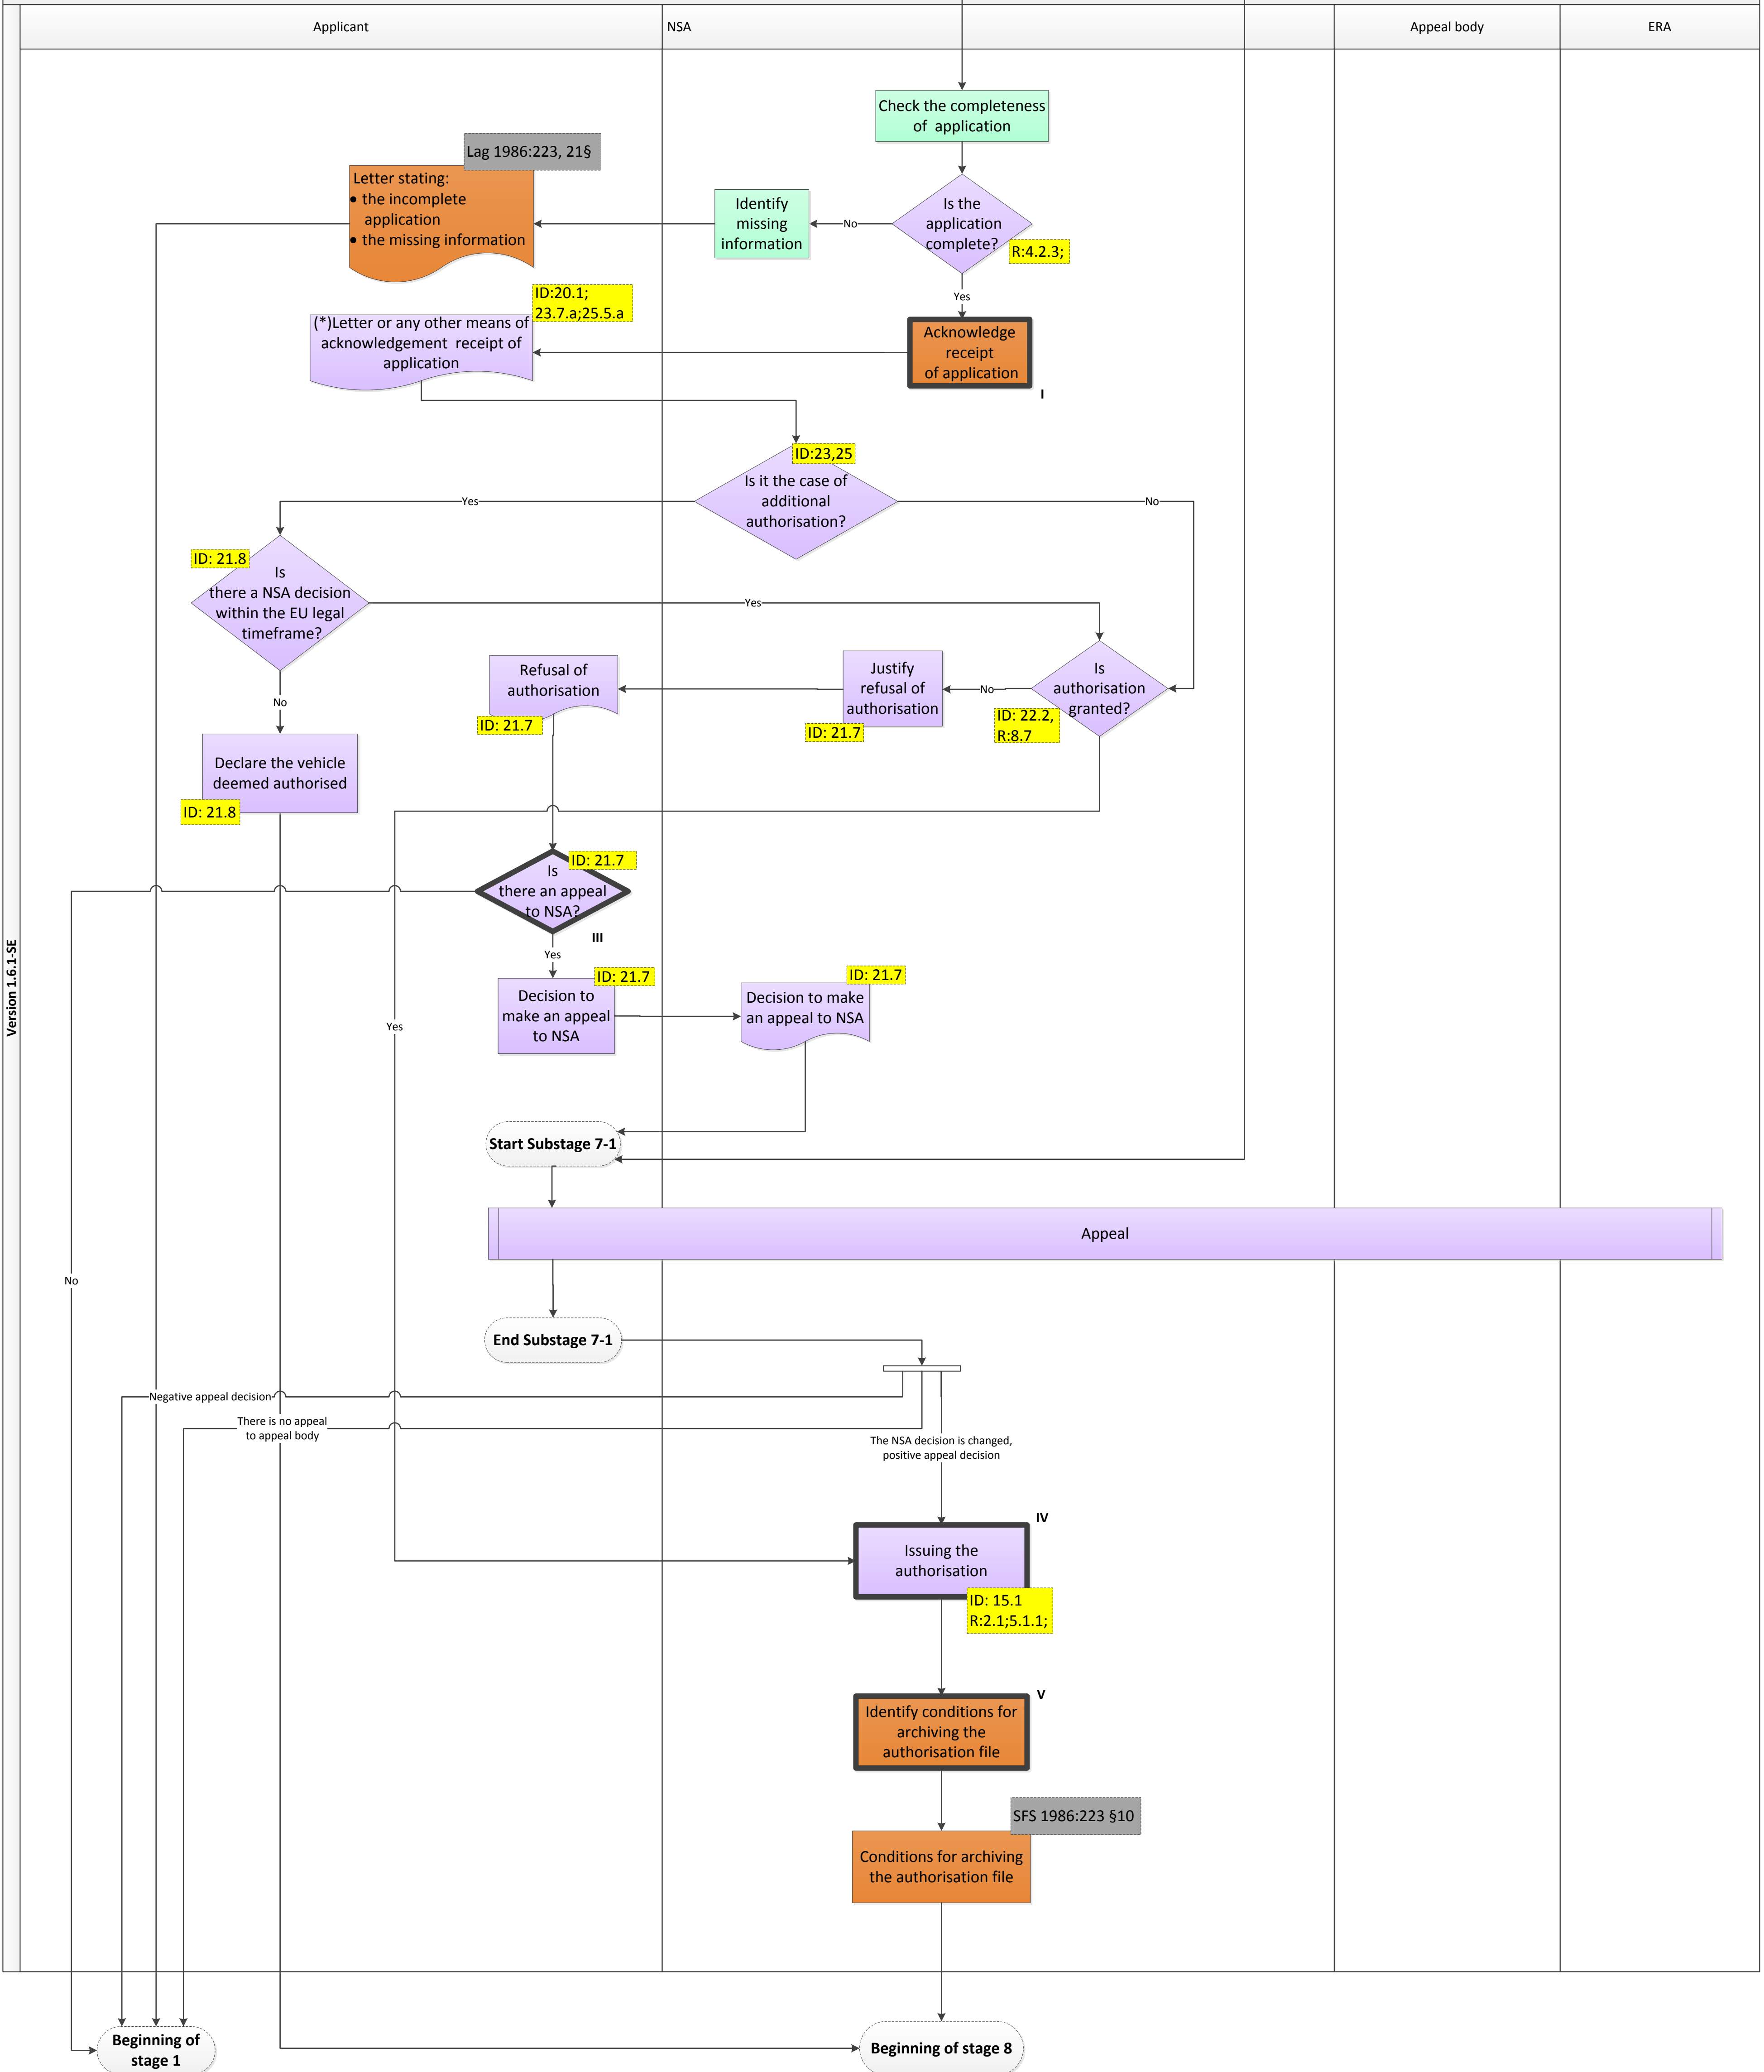 Applicant
NSA
Appeal body
ERA
Version 1.6.1-SE
Check the completeness
of application
Lag 1986:223, 21§
Letter stating:
• the incomplete
application
• the missing information
Identify
missing
information
No
Is the
application
complete?
R:4.2.3;
Yes
ID:20.1;
23.7.a;25.5.a
(*)Letter or any other means of
acknowledgement receipt of
application
Acknowledge
receipt
of application
I
ID:23,25
Is it the case of
additional
authorisation?
Yes
No
ID: 21.8
Is
there a NSA decision
within the EU legal
timeframe?
Yes
No
Refusal of
authorisation
ID: 21.7
Justify
refusal of
authorisation
ID: 21.7
No
Is
authorisation
granted?
ID: 22.2,
R:8.7
Declare the vehicle
deemed authorised
ID: 21.8
ID: 21.7
Is
there an appeal
to NSA?
III
Yes
ID: 21.7
Decision to
make an appeal
to NSA
ID: 21.7
Decision to make
an appeal to NSA
Yes
Start Substage 7-1
Appeal
No
End Substage 7-1
Negative appeal decision
There is no appeal
to appeal body
The NSA decision is changed,
positive appeal decision
IV
Issuing the
authorisation
ID: 15.1
R:2.1;5.1.1;
V
Identify conditions for
archiving the
authorisation file
SFS 1986:223 §10
Conditions for archiving
the authorisation file
Beginning of
stage 1
Beginning of stage 8